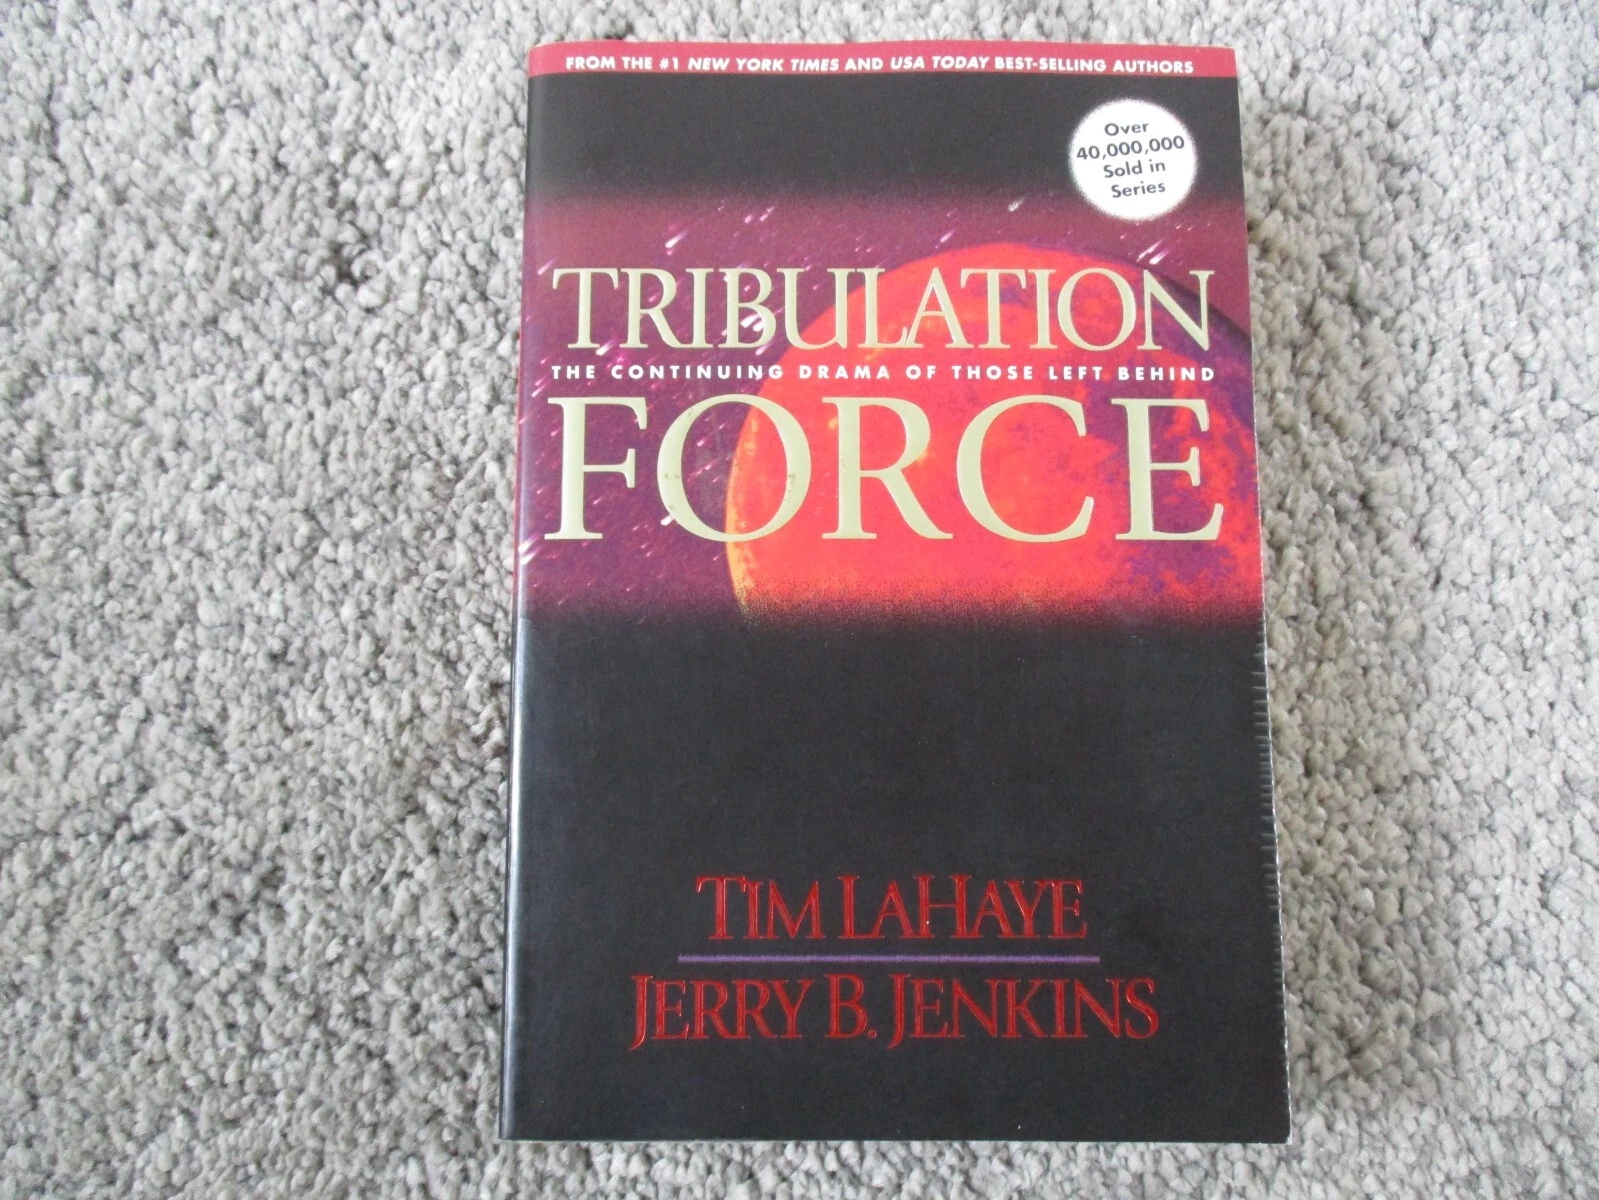 FROM THE #1 NEW YORK TIMES AND USA TODAY BEST-SELLING AUTHORS
Over
40,000,000
Sold in
Series
TRIBULATION
THE CONTINUING DRAMA OF THOSE LEFT BEHIND
FORCE
TIM LAHAYE
JERRY B. JENKINS